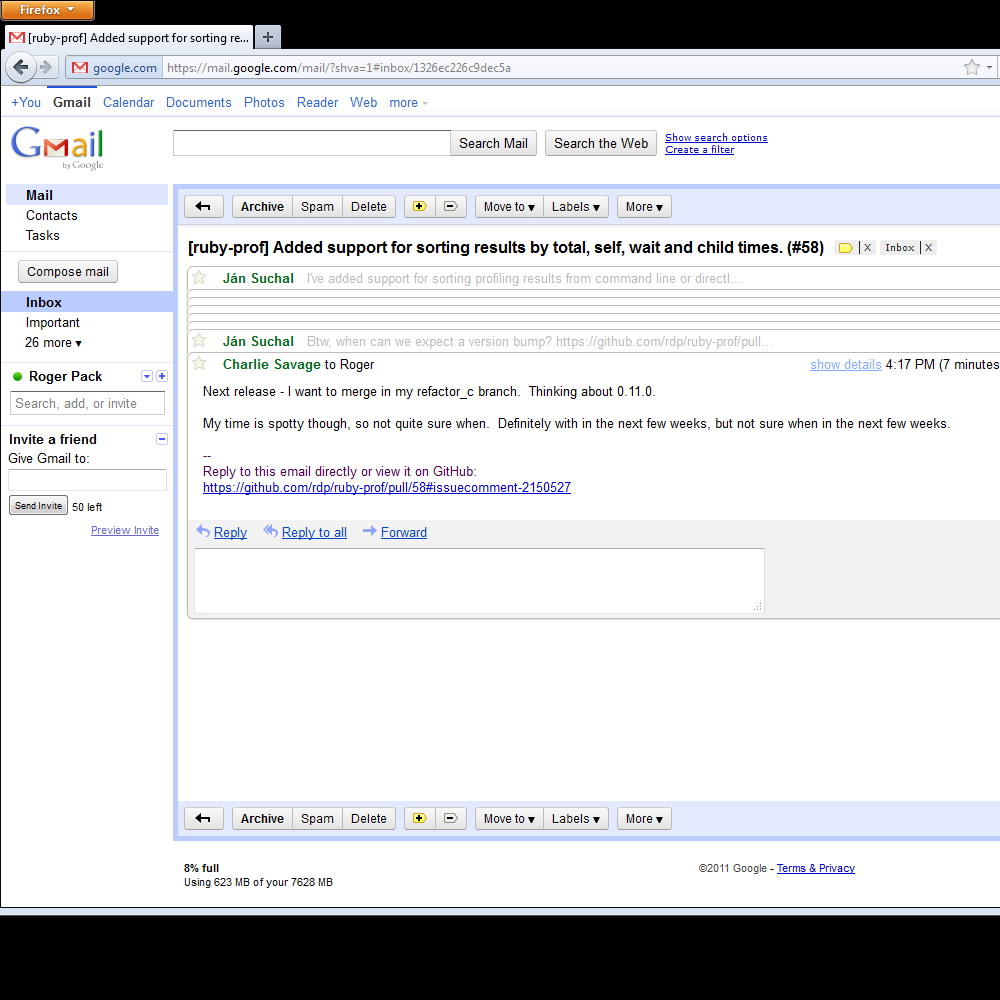 Firefox
[ruby-prof] Added support for sorting re...
google.com https://mail.google.com/mail/?shva=1#inbox/1326ec226c9dec5a
+You Gmail Calendar Documents Photos Reader Web more
Gmail
by Google
Search Mail Search the Web Show search options
Create a filter
Mail
Contacts
Tasks
Compose mail
Inbox
Important
26 more ▾
Roger Pack
Search, add, or invite
Invite a friend
Give Gmail to:
Send Invite 50 left
Preview Invite
Archive Spam Delete Move to ▾ Labels ▾ More ▾
[ruby-prof] Added support for sorting results by total, self, wait and child times. (#58) X Inbox X
Ján Suchal I've added support for sorting profiling results from command line or directl...
Ján Suchal Btw, when can we expect a version bump? https://github.com/rdp/ruby-prof/pull...
Charlie Savage to Roger show details 4:17 PM (7 minutes
Next release - I want to merge in my refactor_c branch. Thinking about 0.11.0.
My time is spotty though, so not quite sure when. Definitely with in the next few weeks, but not sure when in the next few weeks.
--
Reply to this email directly or view it on GitHub:
https://github.com/rdp/ruby-prof/pull/58#issuecomment-2150527
Reply Reply to all Forward
Archive Spam Delete Move to ▾ Labels ▾ More ▾
8% full
Using 623 MB of your 7628 MB
©2011 Google - Terms & Privacy